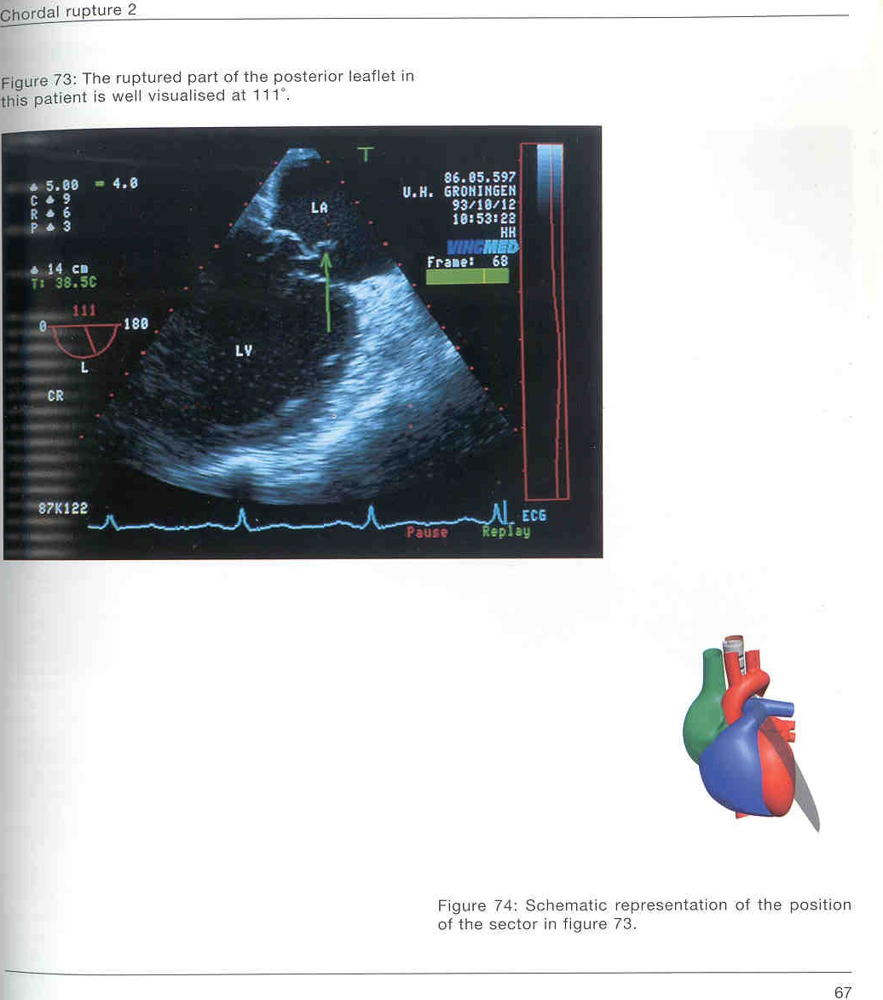 Chordal rupture 2
Figure 73: The ruptured part of the posterior leaflet in
this patient is well visualised at 111°.
5.00 = 4.0
C 9
R 6
P 3
14 cm
T: 38.5C
111
0 180
L
CR
T
LA
LV
86.05.597
U.H. GRONINGEN
93/10/12
10:53:22
HH
VINGMED
Frame: 68
87K122
ECG
Pause Replay
Figure 74: Schematic representation of the position
of the sector in figure 73.
67